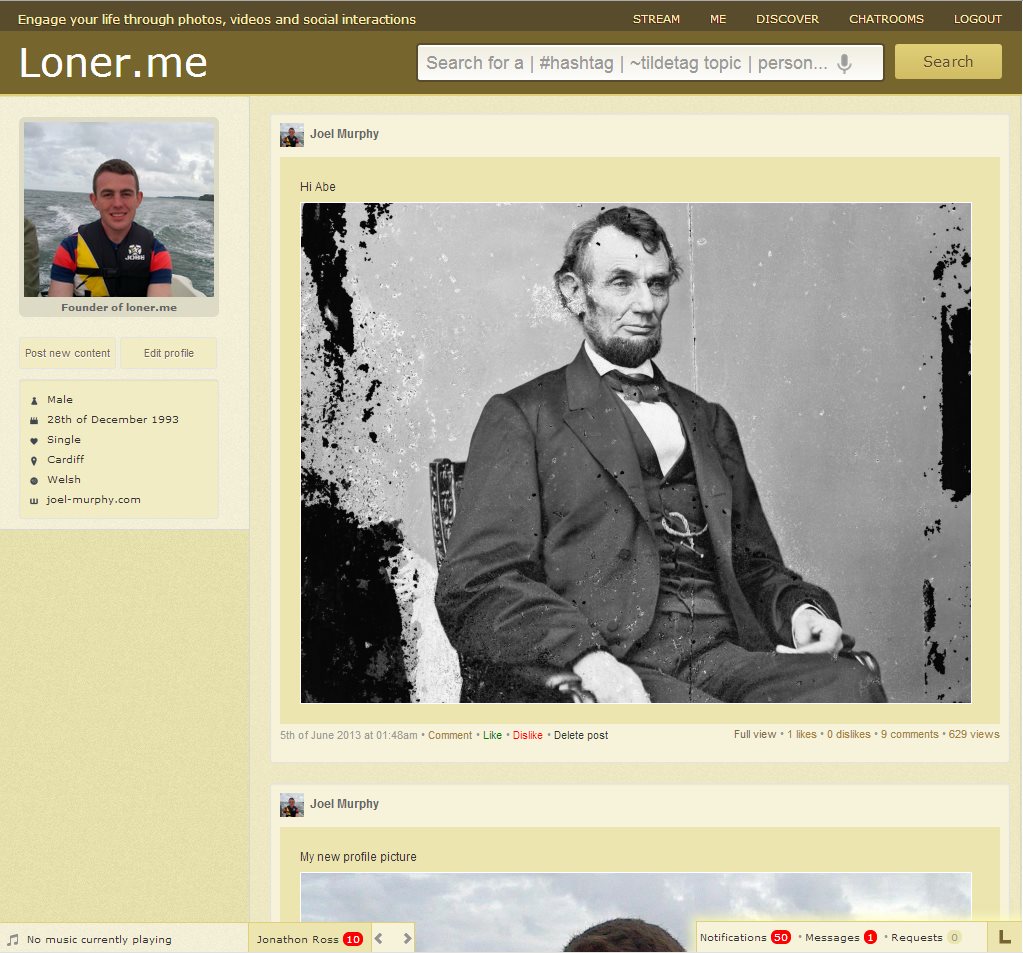 Engage your life through photos, videos and social interactions
STREAM ME DISCOVER CHATROOMS LOGOUT
Loner.me
Search for a | #hashtag | ~tildetag topic | person...
Search
Founder of loner.me
Post new content
Edit profile
Male
28th of December 1993
Single
Cardiff
Welsh
joel-murphy.com
Joel Murphy
Hi Abe
5th of June 2013 at 01:48am • Comment • Like • Dislike • Delete post
Full view • 1 likes • 0 dislikes • 9 comments • 629 views
Joel Murphy
My new profile picture
No music currently playing
Jonathon Ross 10
Notifications 50 • Messages 1 • Requests 0
L